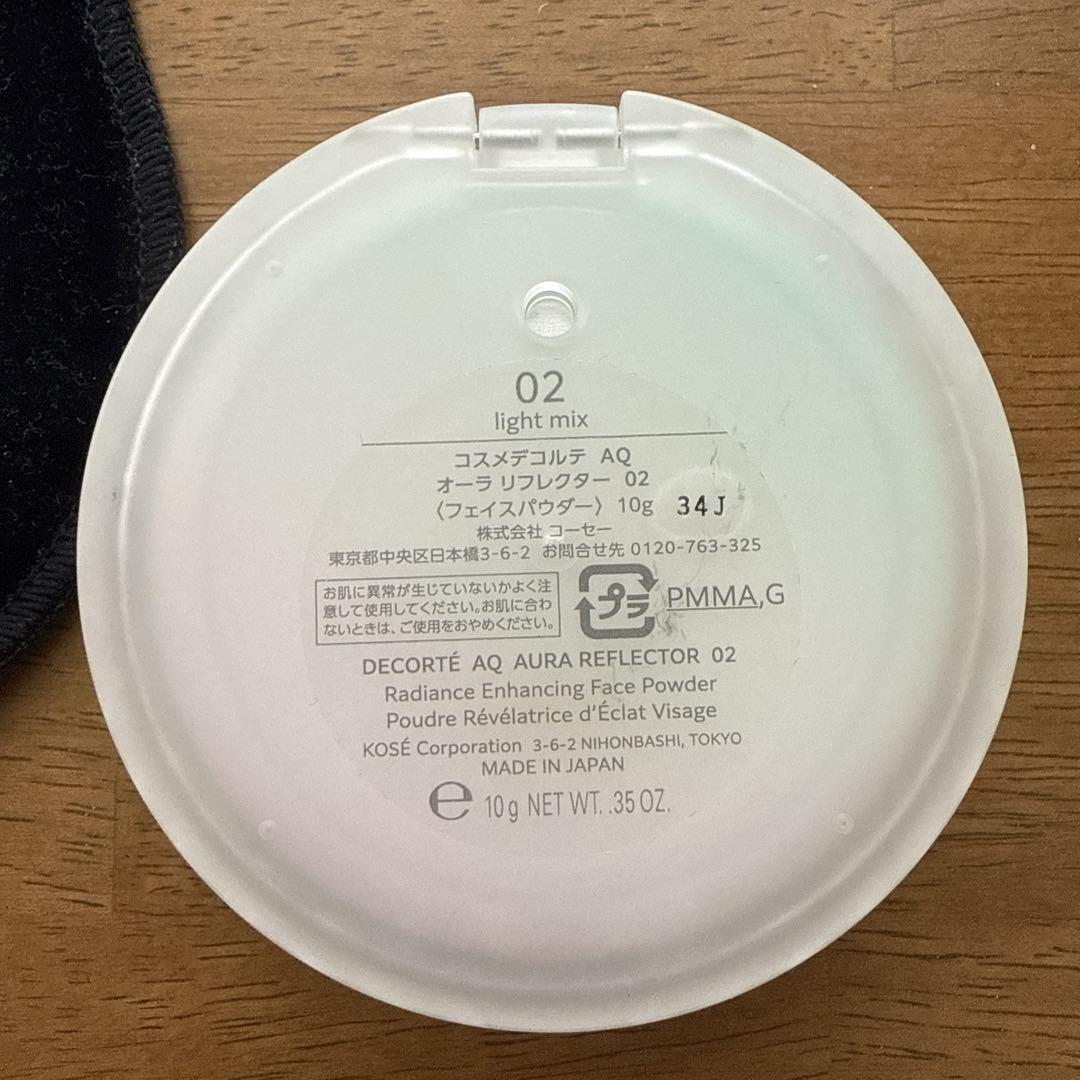 02
light mix
コスメデコルテ AQ
オーラ リフレクター 02
〈フェイスパウダー〉 10g 34J
株式会社 コーセー
東京都中央区日本橋3-6-2 お問合せ先 0120-763-325
お肌に異常が生じていないかよく注
意して使用してください。お肌に合わ
ないときは、ご使用をおやめください。
プラ PMMA,G
DECORTÉ AQ AURA REFLECTOR 02
Radiance Enhancing Face Powder
Poudre Révélatrice d'Éclat Visage
KOSÉ Corporation 3-6-2 NIHONBASHI, TOKYO
MADE IN JAPAN
e 10g NET WT. .35 OZ.